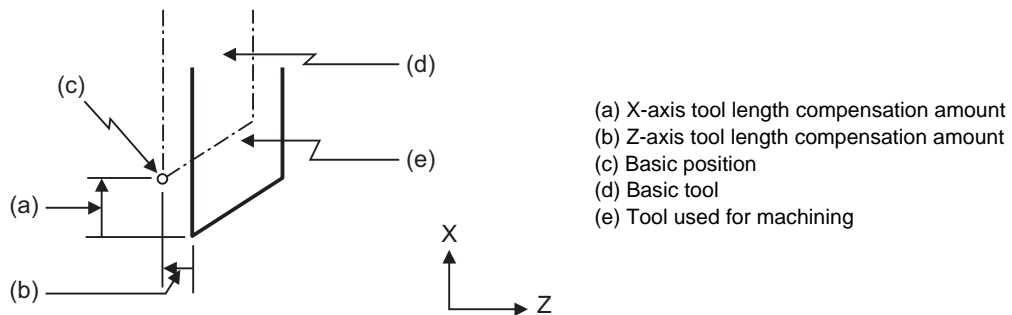 (c)
(d)
(e)
(a)
(b)
X
Z
(a) X-axis tool length compensation amount
(b) Z-axis tool length compensation amount
(c) Basic position
(d) Basic tool
(e) Tool used for machining